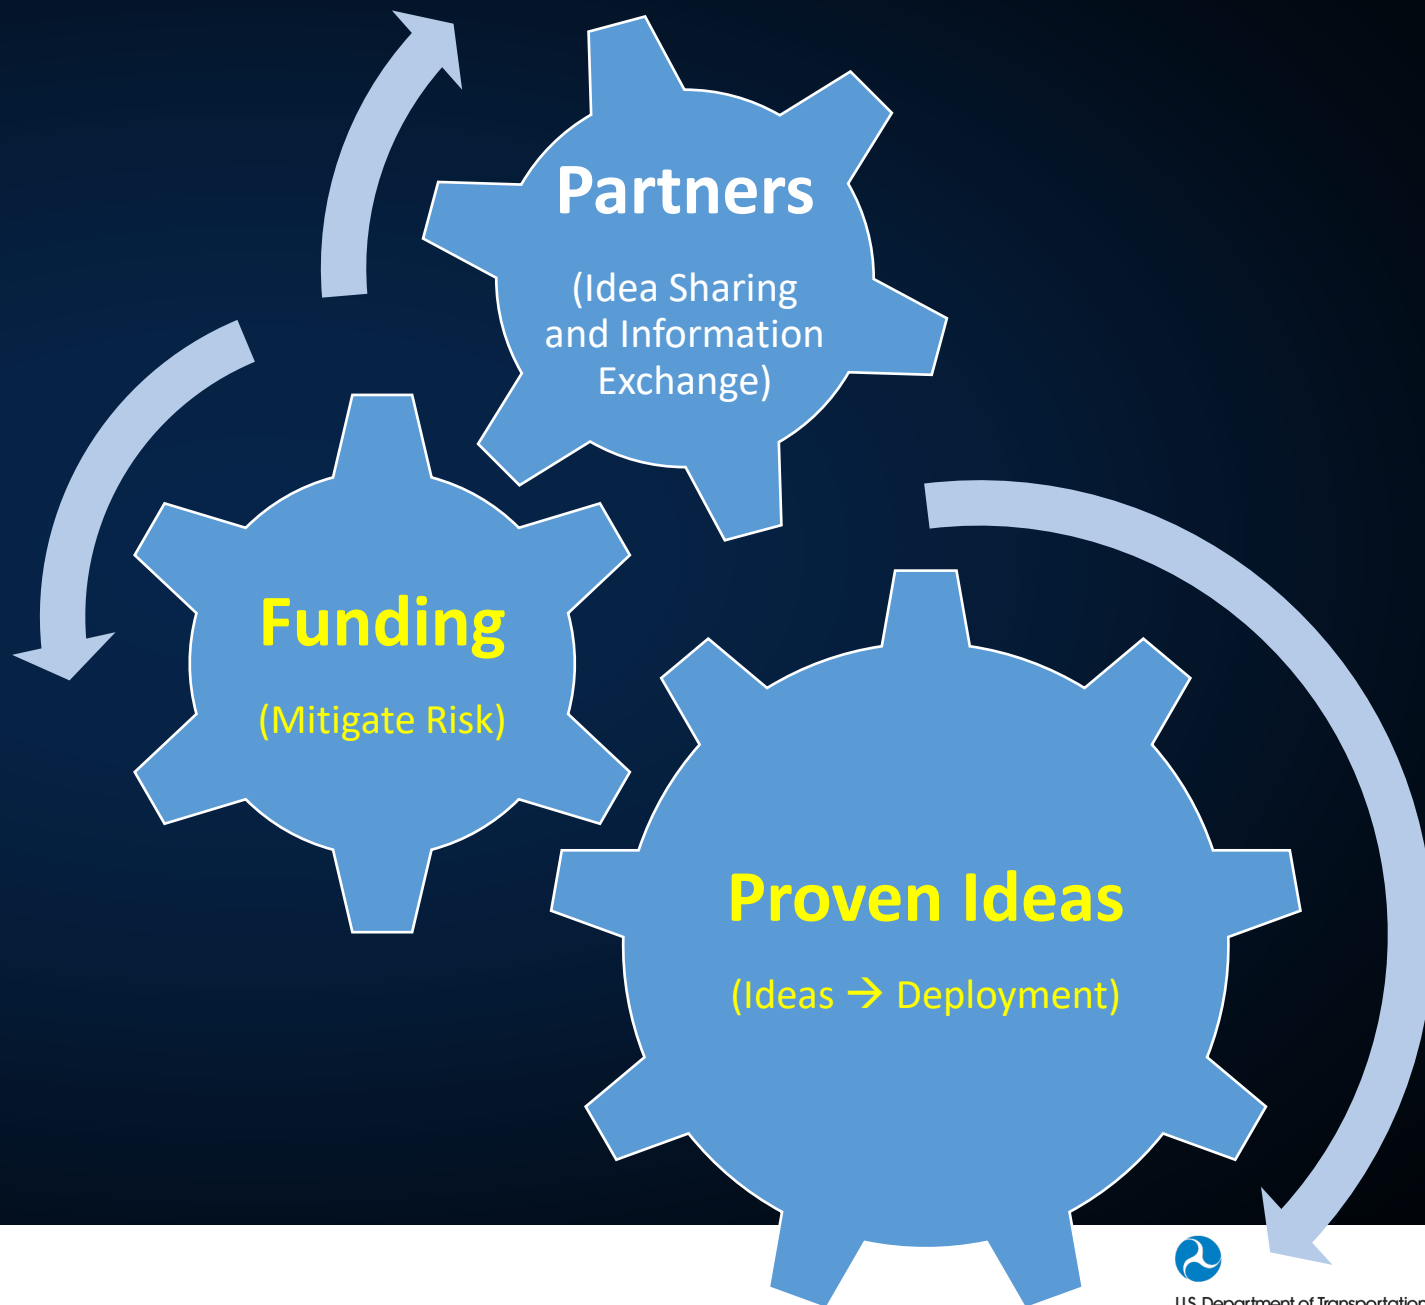 Partners
(Idea Sharing
and Information
Exchange)
Funding
(Mitigate Risk)
Proven Ideas
(Ideas → Deployment)
U.S. Department of Transportation